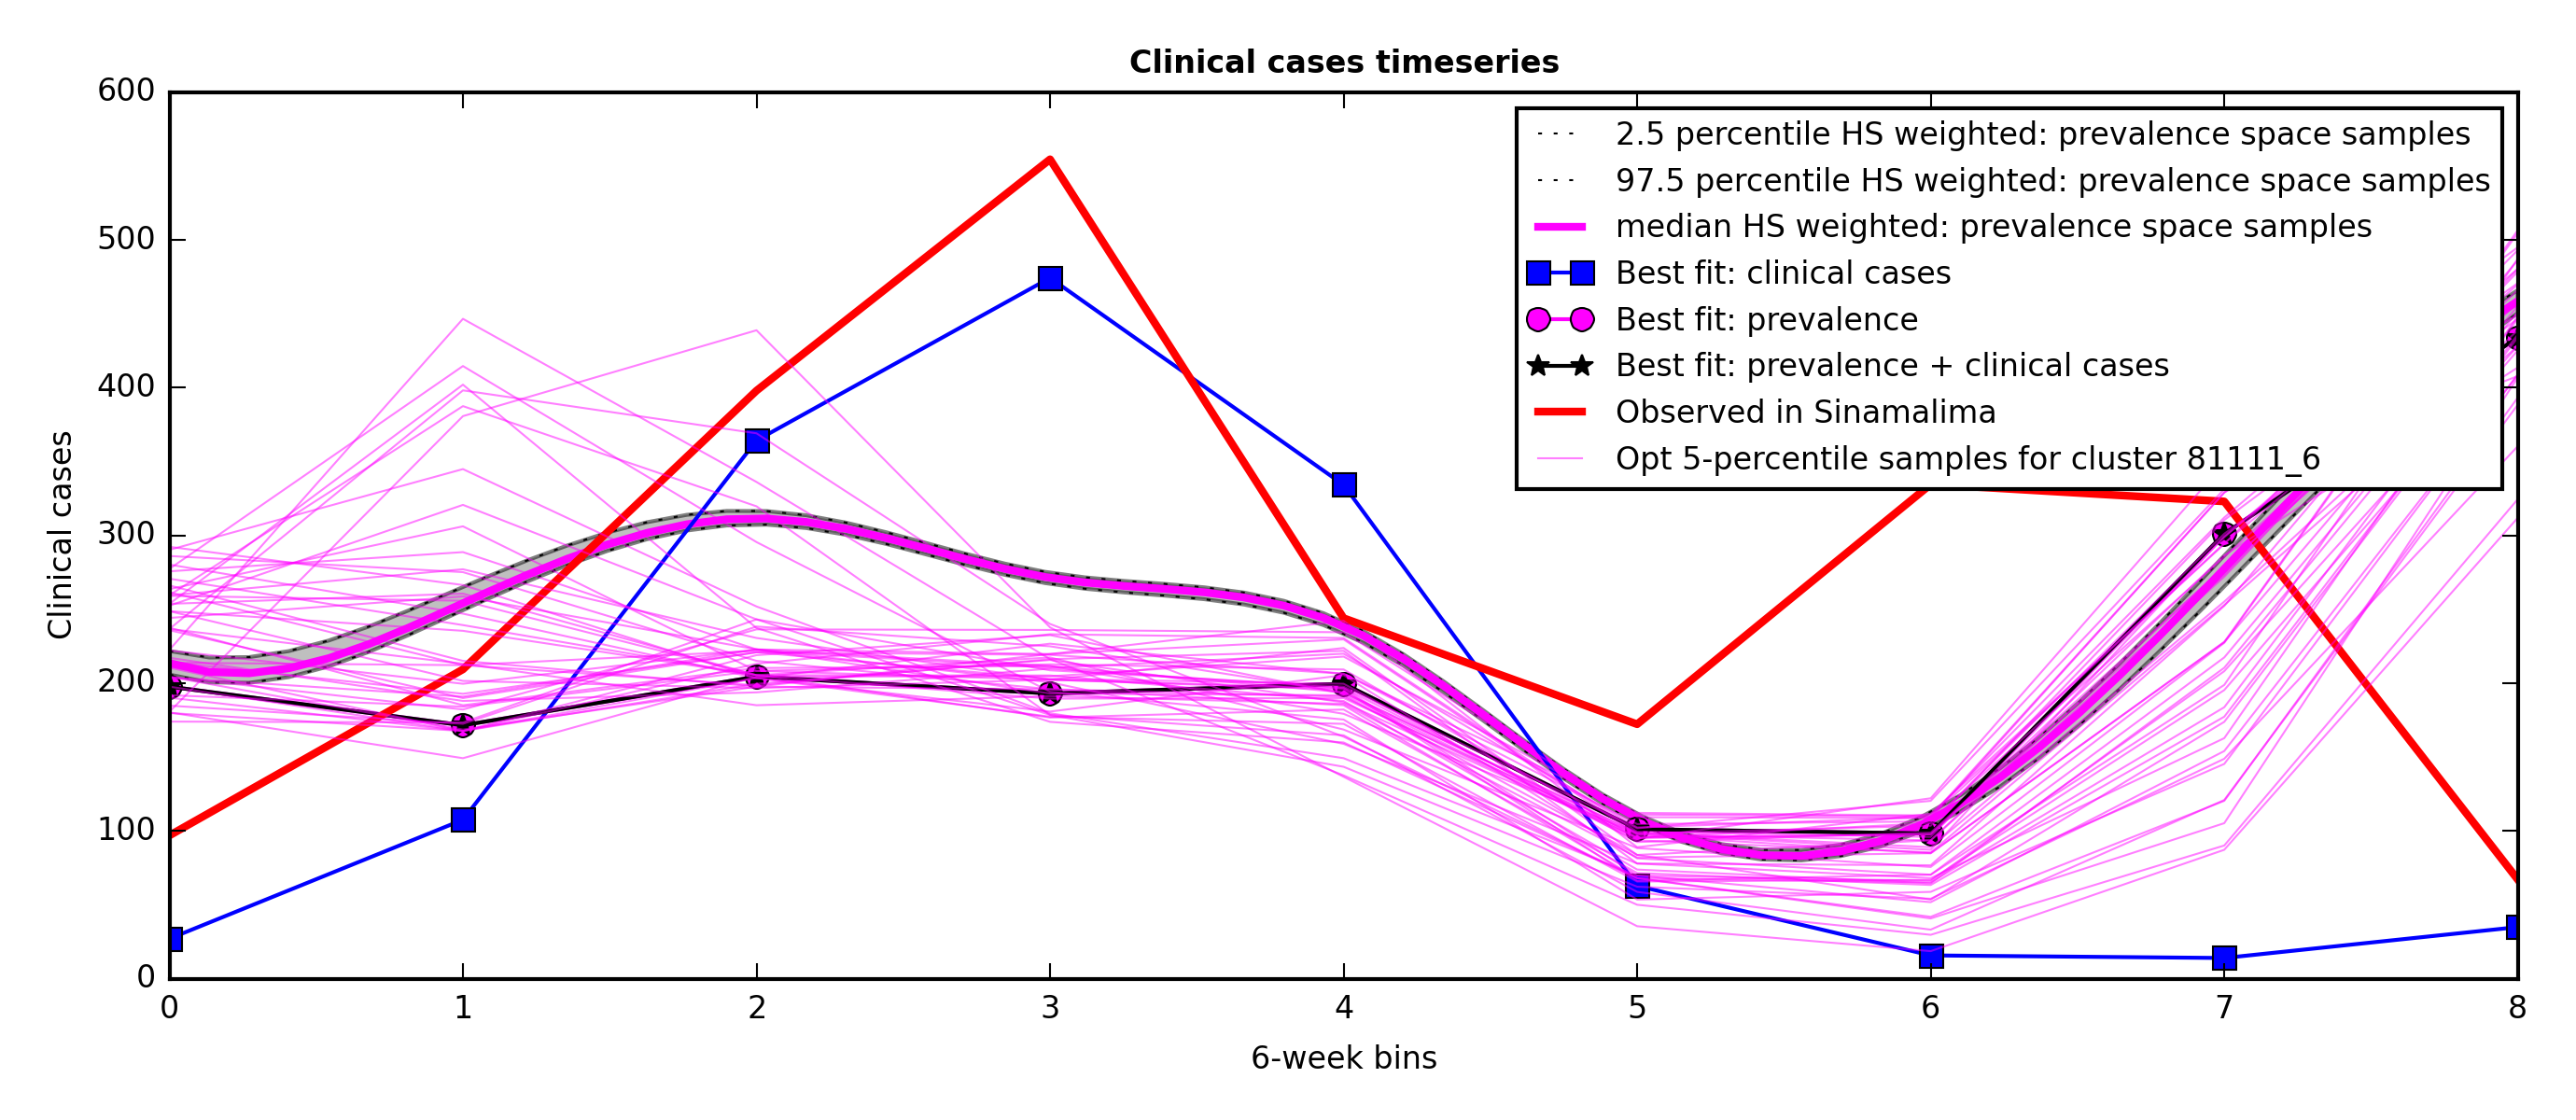 Clinical cases timeseries
600
500
400
300
200
100
0
Clinical cases
2.5 percentile HS weighted: prevalence space samples
97.5 percentile HS weighted: prevalence space samples
median HS weighted: prevalence space samples
Best fit: clinical cases
Best fit: prevalence
Best fit: prevalence + clinical cases
Observed in Sinamalima
Opt 5-percentile samples for cluster 81111_6
0 1 2 3 4 5 6 7 8
6-week bins